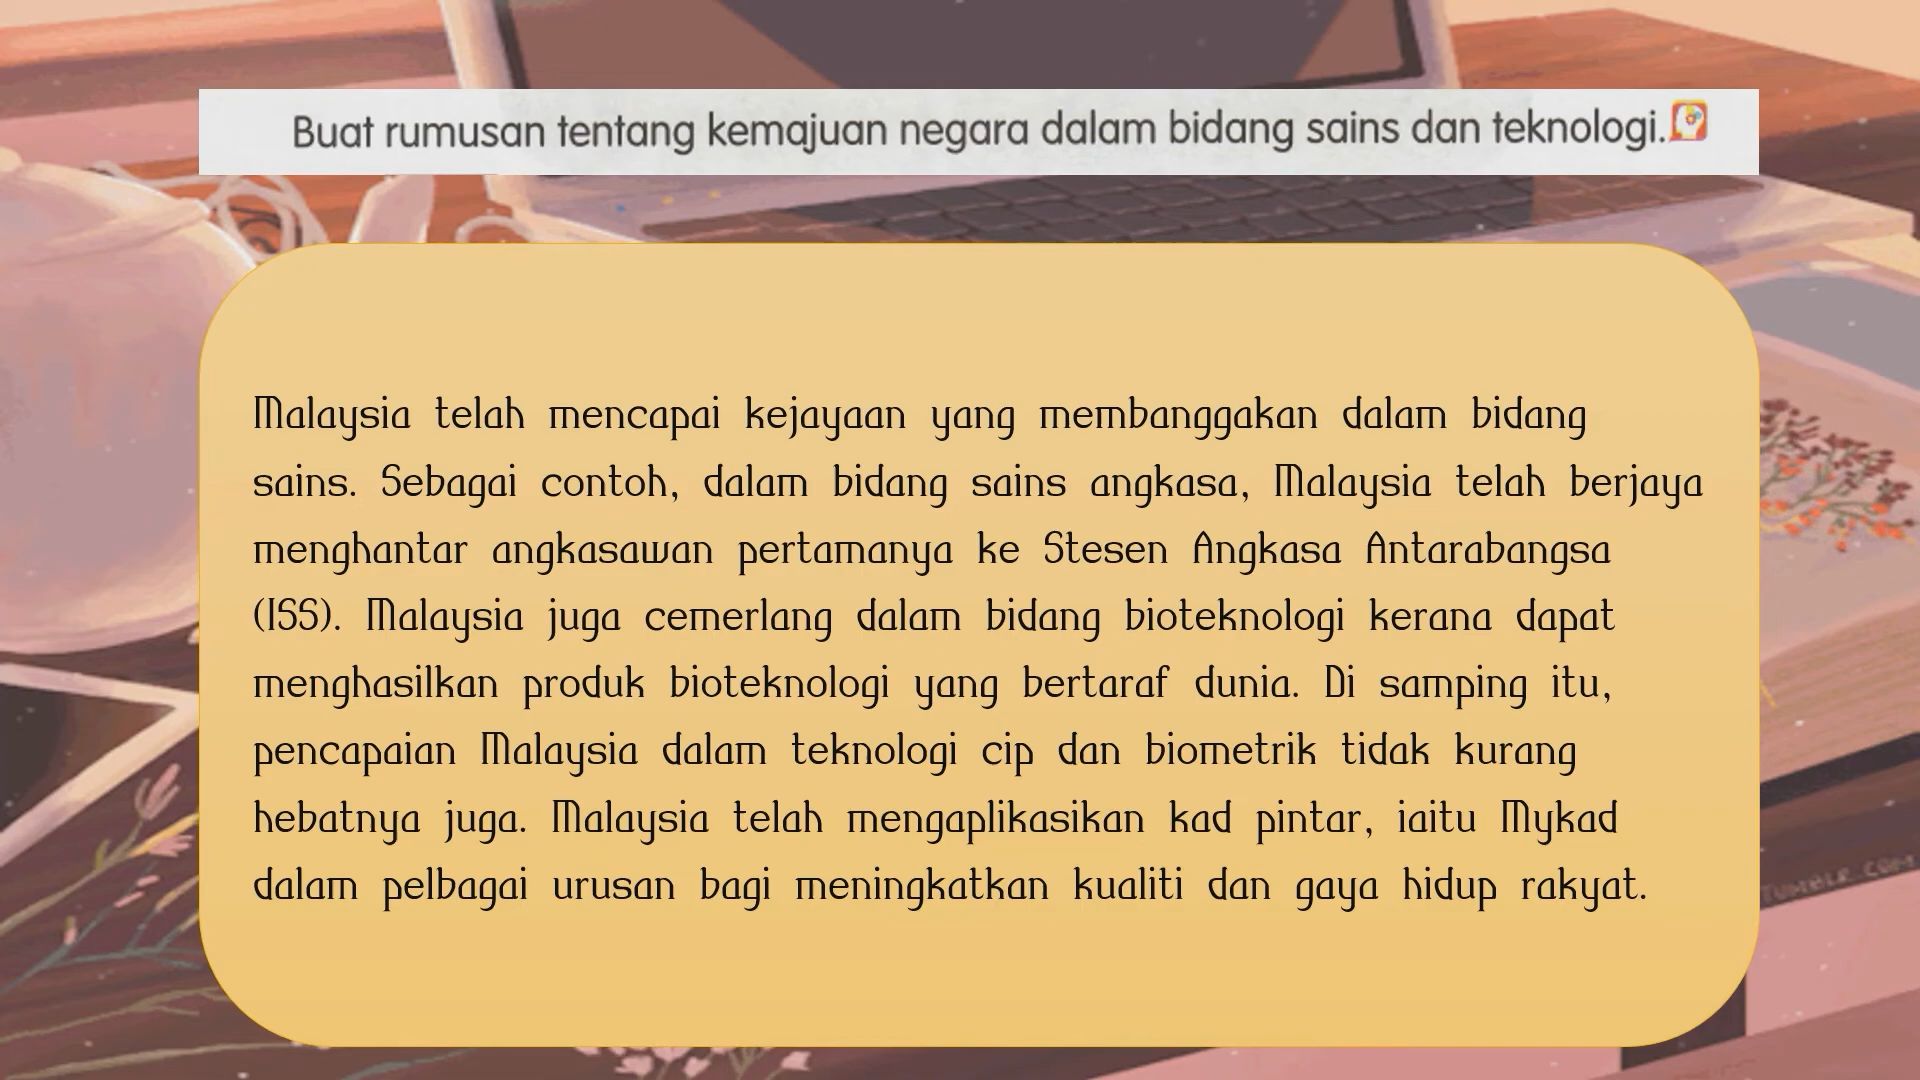 Buat rumusan tentang kemajuan negara dalam bidang sains dan teknologi.
Malaysia telah mencapai kejayaan yang membanggakan dalam bidang
sains. Sebagai contoh, dalam bidang sains angkasa, Malaysia telah berjaya
menghantar angkasawan pertamanya ke Stesen Angkasa Antarabangsa
(ISS). Malaysia juga cemerlang dalam bidang bioteknologi kerana dapat
menghasilkan produk bioteknologi yang bertaraf dunia. Di samping itu,
pencapaian Malaysia dalam teknologi cip dan biometrik tidak kurang
hebatnya juga. Malaysia telah mengaplikasikan kad pintar, iaitu Mykad
dalam pelbagai urusan bagi meningkatkan kualiti dan gaya hidup rakyat.
TUMBLR.COM